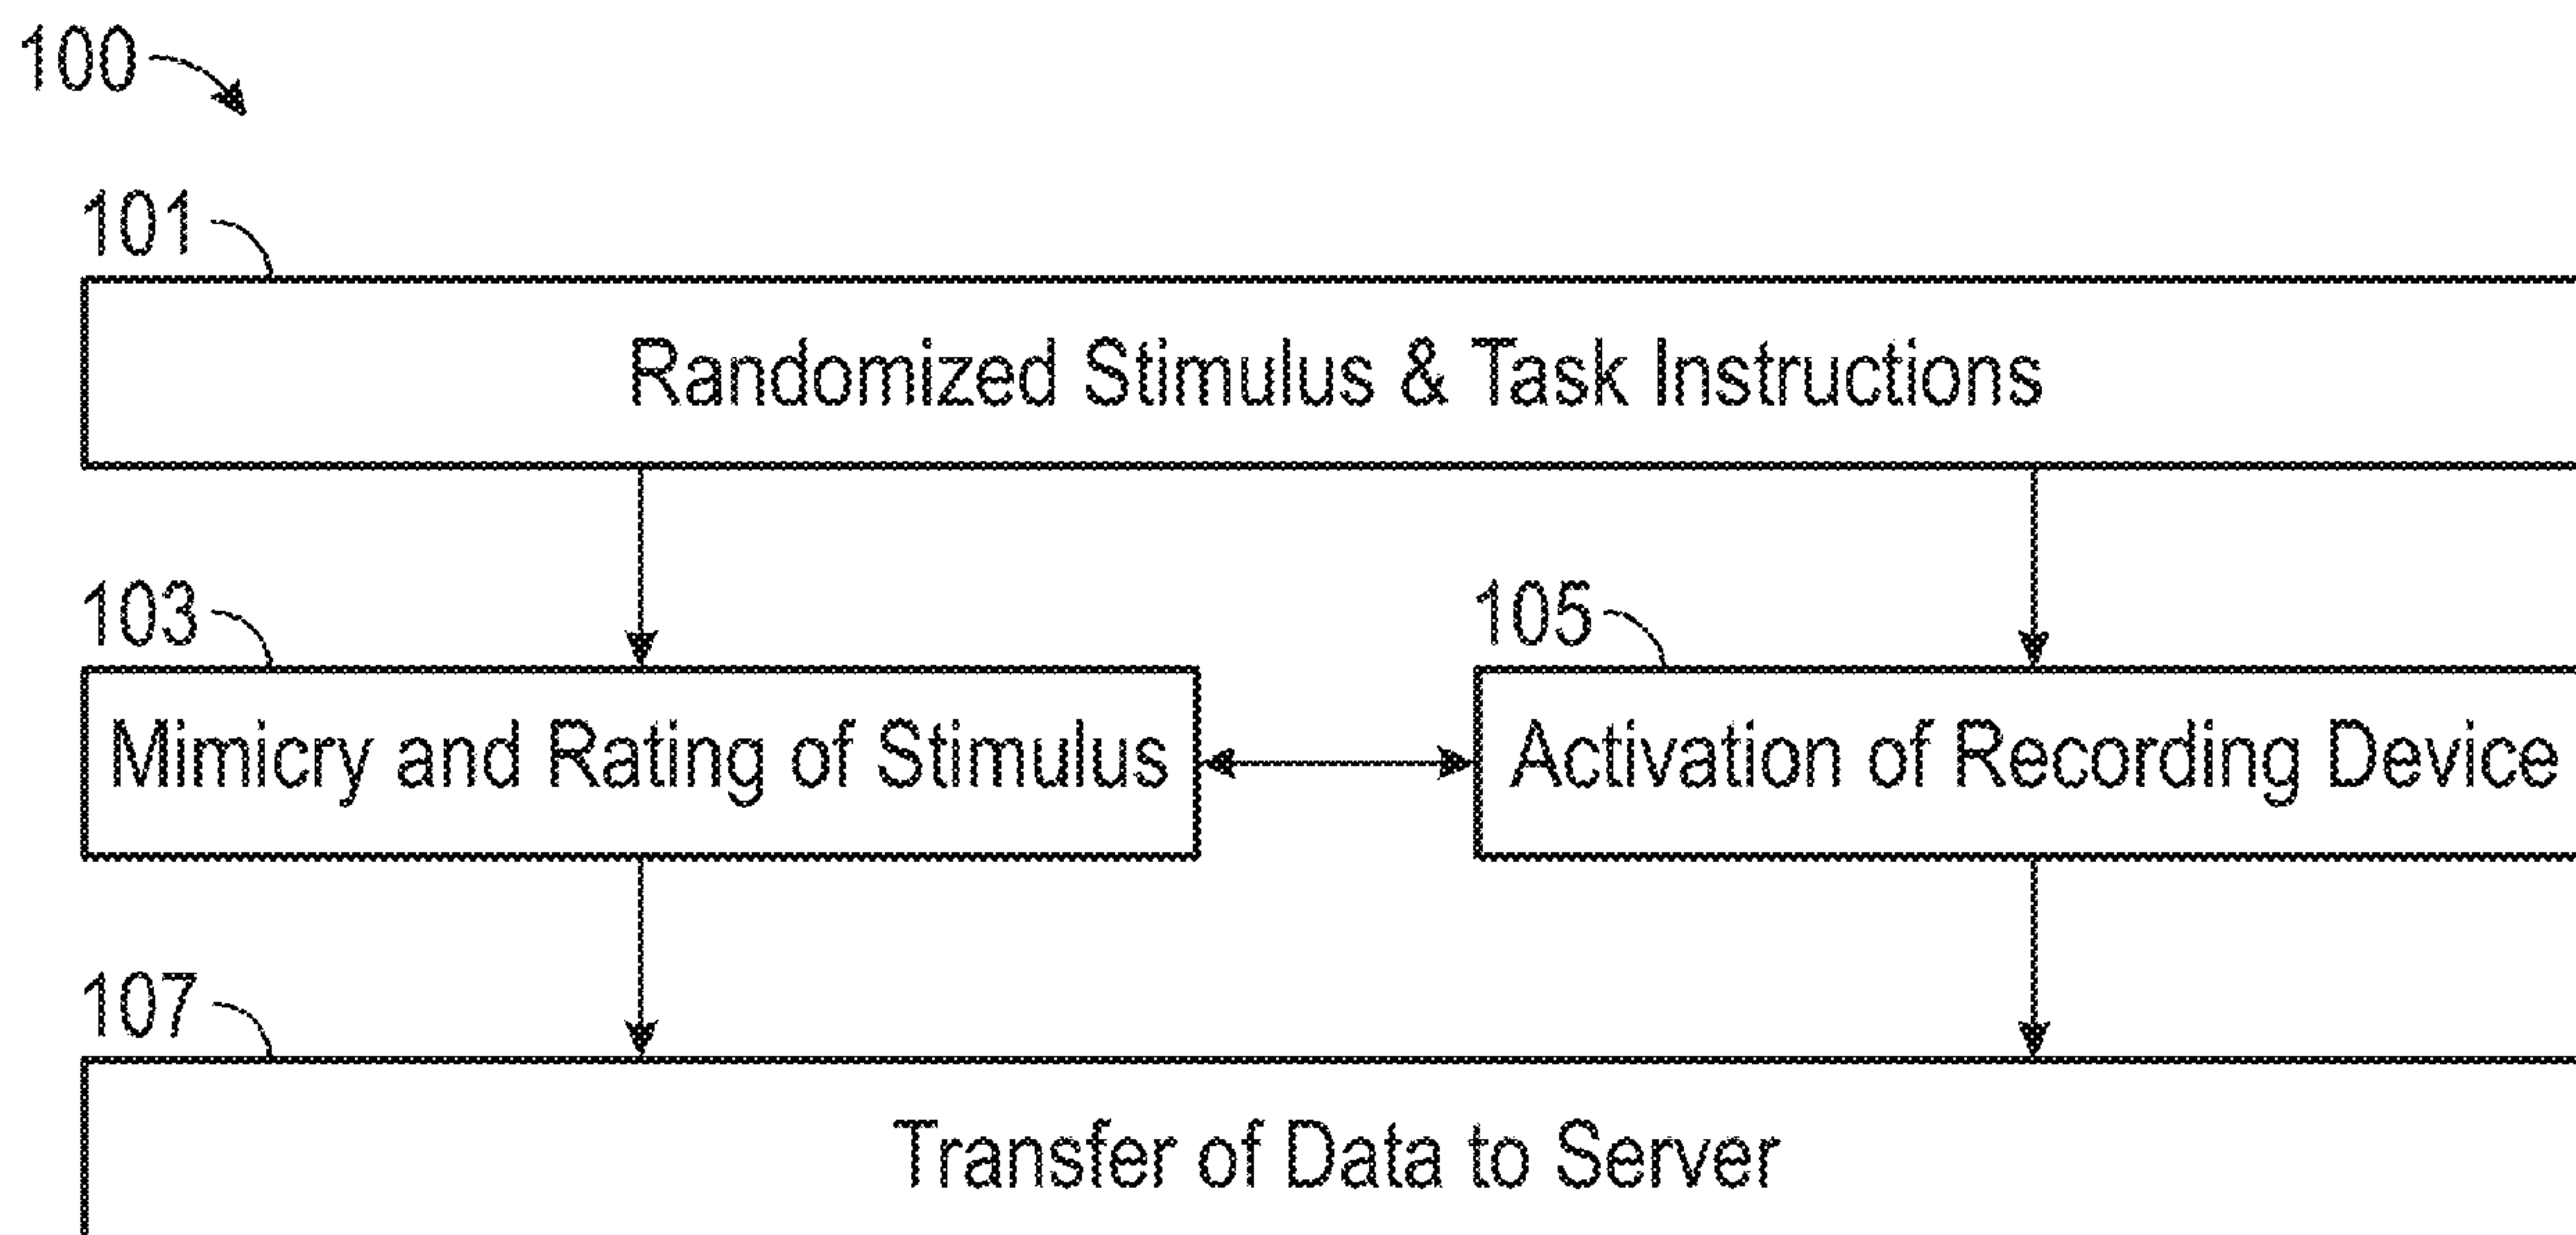 100
101
Randomized Stimulus & Task Instructions
103
105
Mimicry and Rating of Stimulus
Activation of Recording Device
107
Transfer of Data to Server